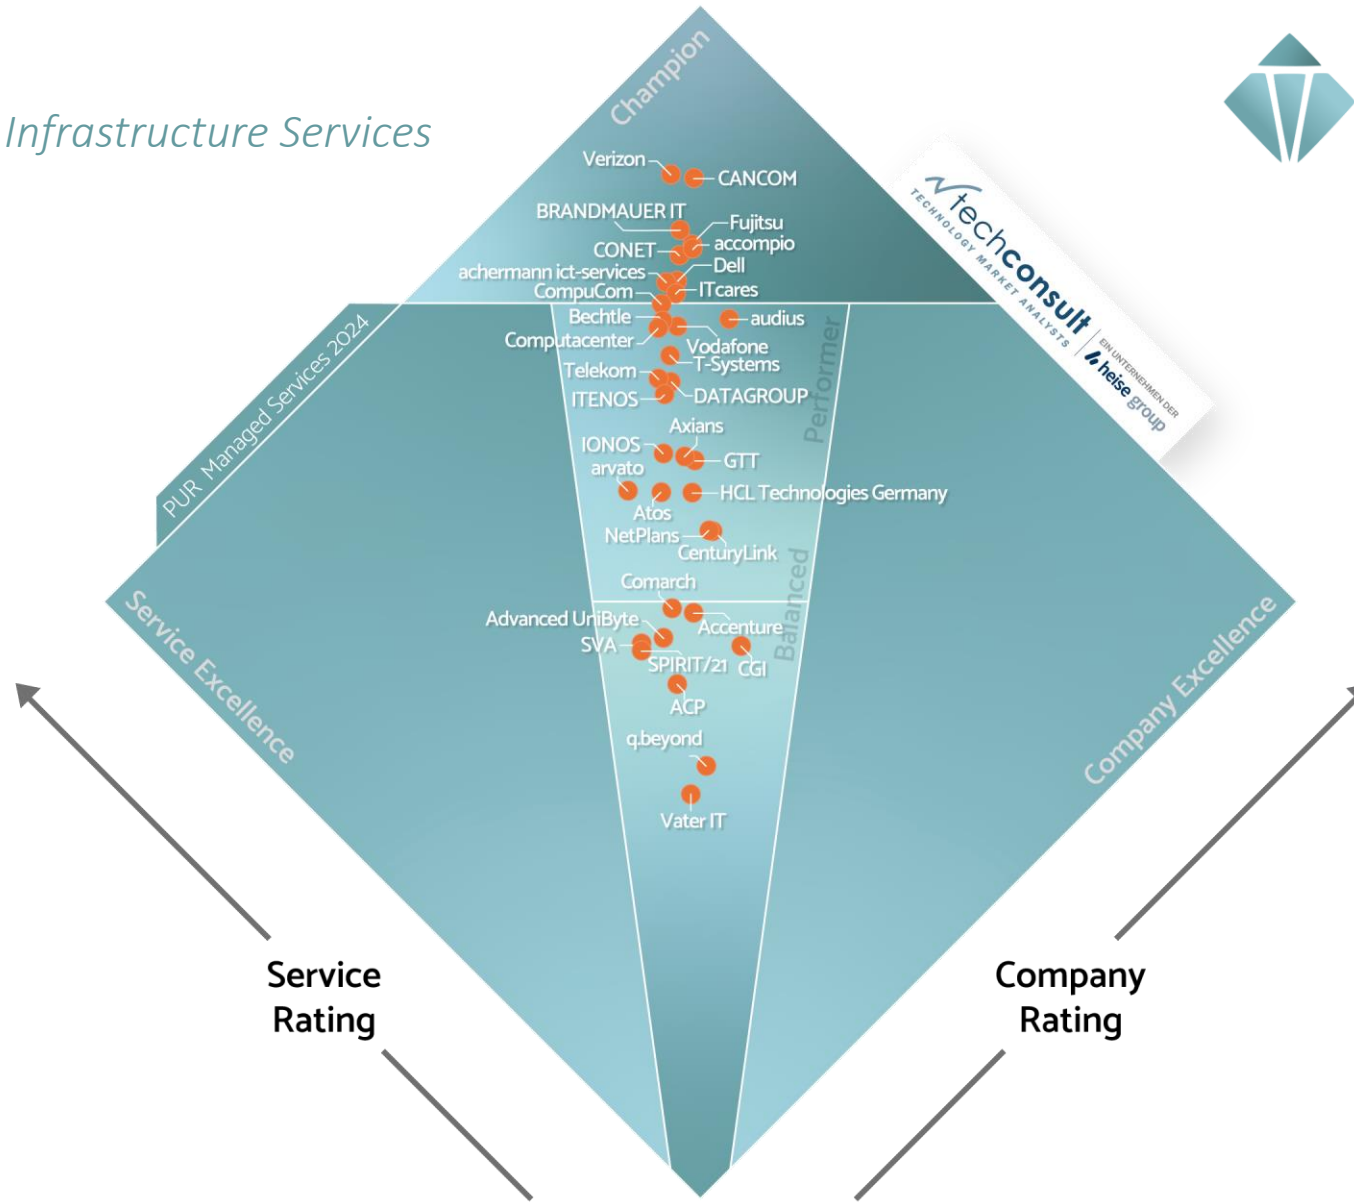 Infrastructure Services
Champion
Verizon
CANCOM
BRANDMAUER IT
Fujitsu
accompio
CONET
Dell
achermann ict-services
ITcares
CompuCom
Bechtle
audius
Computacenter
Vodafone
T-Systems
Telekom
ITENOS
DATAGROUP
Performer
Axians
IONOS
GTT
arvato
HCL Technologies Germany
Atos
NetPlans
CenturyLink
Balanced
Comarch
Advanced UniByte
Accenture
SVA
SPIRIT/21
CGI
ACP
q.beyond
Vater IT
PUR Managed Services 2024
techconsult
TECHNOLOGY MARKET ANALYSTS
EIN UNTERNEHMEN DER
heise group
Service Excellence
Company Excellence
Service
Rating
Company
Rating